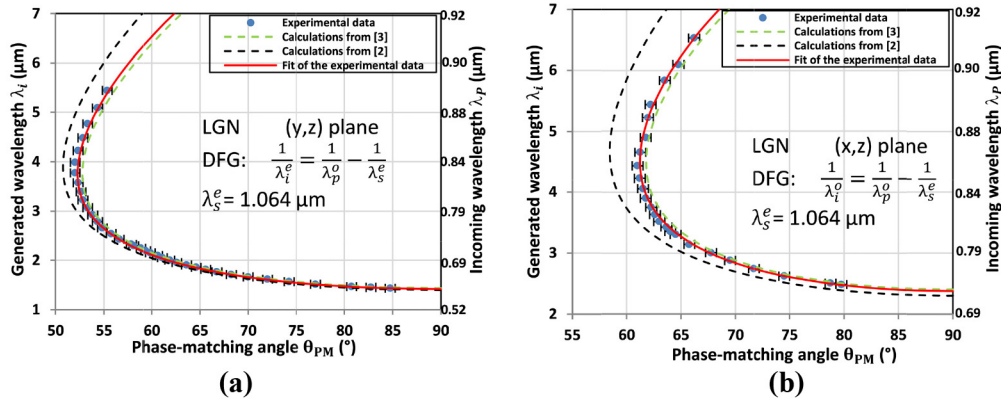 Generated wavelength λi (µm)
7
6
5
4
3
2
1
Experimental data
Calculations from [3]
Calculations from [2]
Fit of the experimental data
LGN (y,z) plane
DFG: 1/λ_i^e = 1/λ_p^o − 1/λ_s^e
λ_s^e = 1.064 µm
0.92
0.90
0.88
0.84
0.79
0.69
0.52
Incoming wavelength λp (µm)
50 55 60 65 70 75 80 85 90
Phase-matching angle θPM (°)
(a)
Generated wavelength λi (µm)
7
6
5
4
3
2
Experimental data
Calculations from [3]
Calculations from [2]
Fit of the experimental data
LGN (x,z) plane
DFG: 1/λ_i^o = 1/λ_p^o − 1/λ_s^e
λ_s^e = 1.064 µm
0.92
0.90
0.88
0.84
0.79
0.69
Incoming wavelength λp (µm)
55 60 65 70 75 80 85 90
Phase-matching angle θPM (°)
(b)